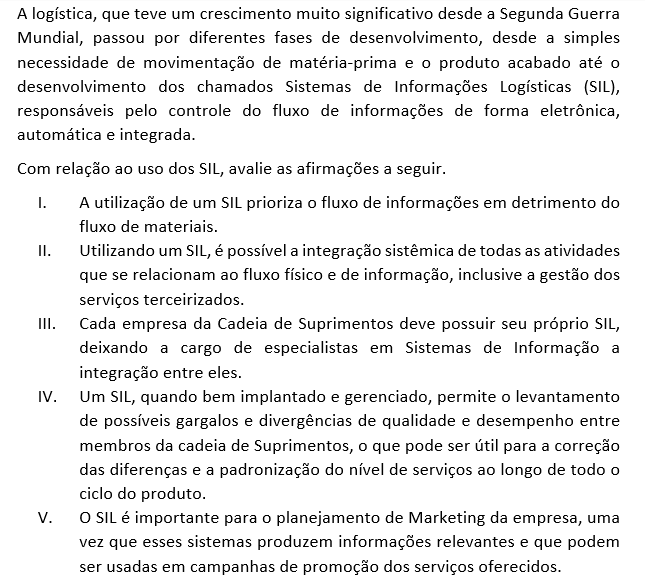 A logística, que teve um crescimento muito significativo desde a Segunda Guerra
Mundial, passou por diferentes fases de desenvolvimento, desde a simples
necessidade de movimentação de matéria-prima e o produto acabado até o
desenvolvimento dos chamados Sistemas de Informações Logísticas (SIL),
responsáveis pelo controle do fluxo de informações de forma eletrônica,
automática e integrada.
Com relação ao uso dos SIL, avalie as afirmações a seguir.
I. A utilização de um SIL prioriza o fluxo de informações em detrimento do
fluxo de materiais.
II. Utilizando um SIL, é possível a integração sistêmica de todas as atividades
que se relacionam ao fluxo físico e de informação, inclusive a gestão dos
serviços terceirizados.
III. Cada empresa da Cadeia de Suprimentos deve possuir seu próprio SIL,
deixando a cargo de especialistas em Sistemas de Informação a
integração entre eles.
IV. Um SIL, quando bem implantado e gerenciado, permite o levantamento
de possíveis gargalos e divergências de qualidade e desempenho entre
membros da cadeia de Suprimentos, o que pode ser útil para a correção
das diferenças e a padronização do nível de serviços ao longo de todo o
ciclo do produto.
V. O SIL é importante para o planejamento de Marketing da empresa, uma
vez que esses sistemas produzem informações relevantes e que podem
ser usadas em campanhas de promoção dos serviços oferecidos.